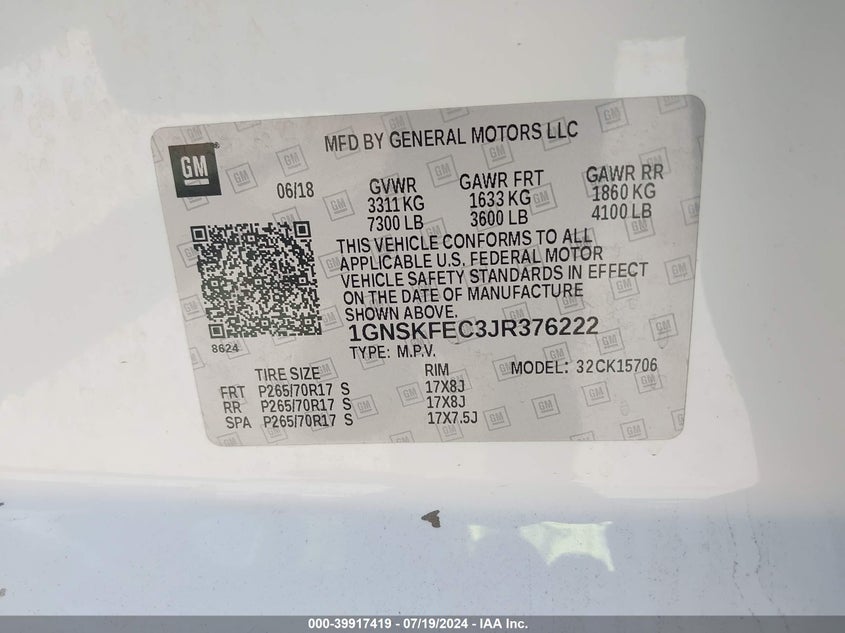 MFD BY GENERAL MOTORS LLC
GM
06/18
GVWR GAWR FRT GAWR RR
3311 KG 1633 KG 1860 KG
7300 LB 3600 LB 4100 LB
THIS VEHICLE CONFORMS TO ALL
APPLICABLE U.S. FEDERAL MOTOR
VEHICLE SAFETY STANDARDS IN EFFECT
ON THE DATE OF MANUFACTURE
SHOWN ABOVE.
8624
1GNSKFEC3JR376222
TYPE: M.P.V. MODEL: 32CK15706
TIRE SIZE RIM
FRT P265/70R17 S 17X8J
RR P265/70R17 S 17X8J
SPA P265/70R17 S 17X7.5J
000-39917419 - 07/19/2024 - IAA Inc.